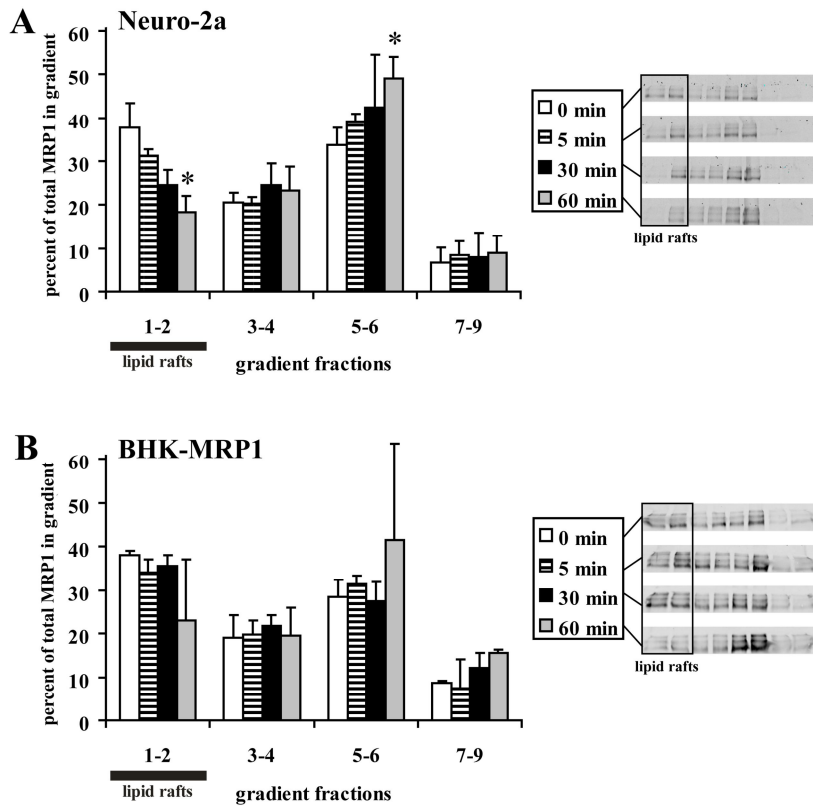 A
Neuro-2a
percent of total MRP1 in gradient
60
50
40
30
20
10
0
*
*
1-2
3-4
5-6
7-9
lipid rafts
gradient fractions
0 min
5 min
30 min
60 min
lipid rafts
B
BHK-MRP1
percent of total MRP1 in gradient
60
50
40
30
20
10
0
1-2
3-4
5-6
7-9
lipid rafts
gradient fractions
0 min
5 min
30 min
60 min
lipid rafts